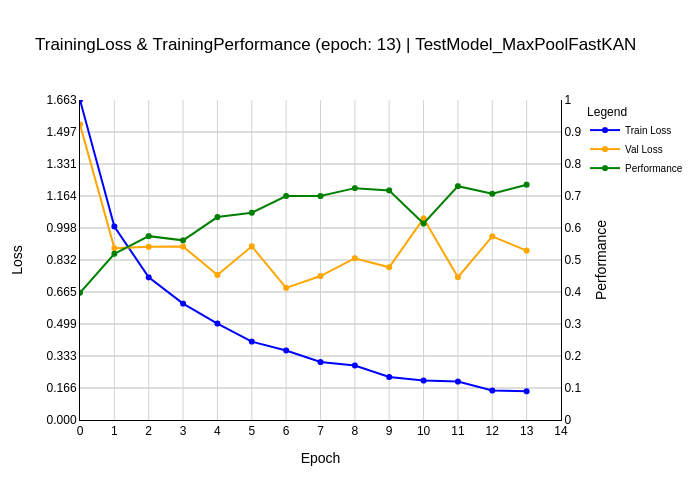 TrainingLoss & TrainingPerformance (epoch: 13) | TestModel_MaxPoolFastKAN
1.663
1.497
1.331
1.164
0.998
0.832
0.665
0.499
0.333
0.166
0.000
Loss
1
0.9
0.8
0.7
0.6
0.5
0.4
0.3
0.2
0.1
0
Performance
Legend
Train Loss
Val Loss
Performance
0 1 2 3 4 5 6 7 8 9 10 11 12 13 14
Epoch